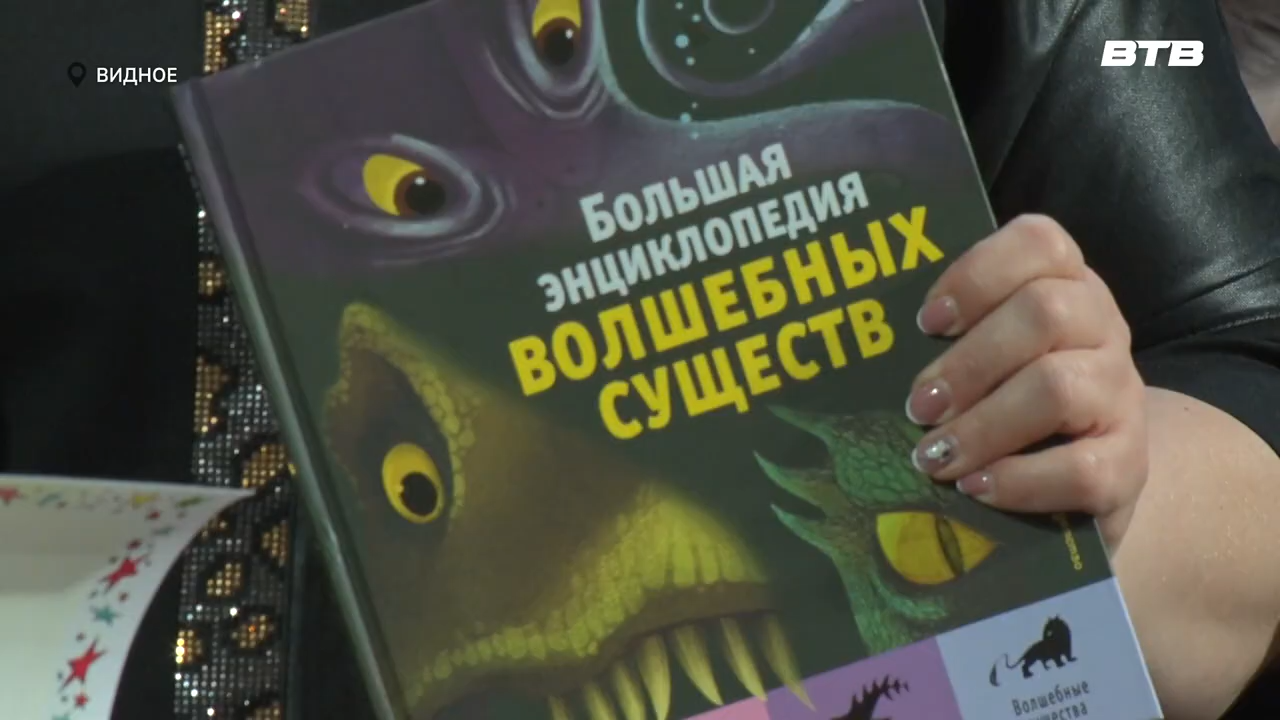 ВИДНОЕ
ВТВ
БОЛЬШАЯ
ЭНЦИКЛОПЕДИЯ
ВОЛШЕБНЫХ
СУЩЕСТВ
Волшебные